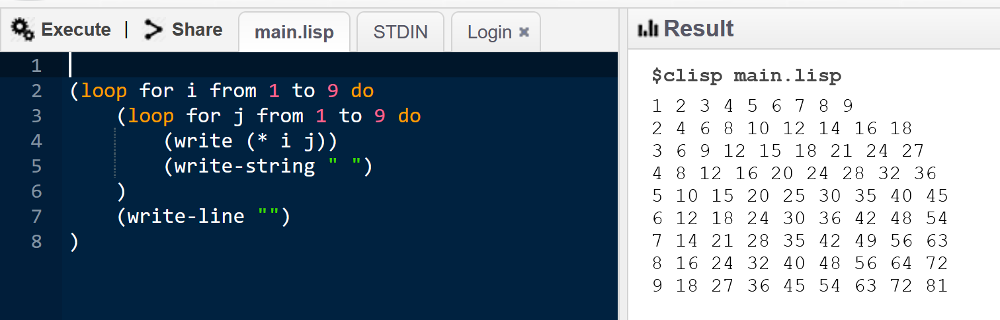 Execute | Share main.lisp STDIN Login ×
1
2 (loop for i from 1 to 9 do
3     (loop for j from 1 to 9 do
4         (write (* i j))
5         (write-string " ")
6     )
7     (write-line "")
8 )
Result
$clisp main.lisp
1 2 3 4 5 6 7 8 9
2 4 6 8 10 12 14 16 18
3 6 9 12 15 18 21 24 27
4 8 12 16 20 24 28 32 36
5 10 15 20 25 30 35 40 45
6 12 18 24 30 36 42 48 54
7 14 21 28 35 42 49 56 63
8 16 24 32 40 48 56 64 72
9 18 27 36 45 54 63 72 81